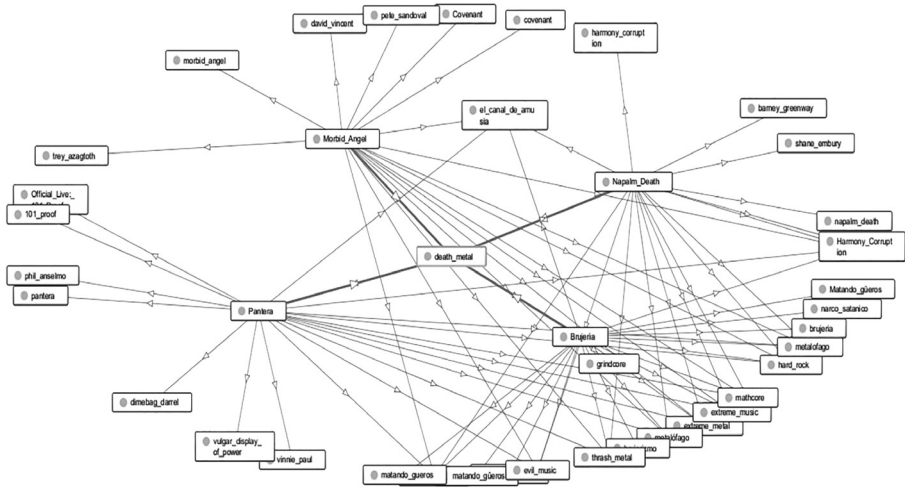 pete_sandoval
Covenant
david_vincent
covenant
harmony_corrupt
ion
morbid_angel
barney_greenway
el_canal_de_amu
sia
Morbid_Angel
shane_embury
trey_azagtoth
Napalm_Death
Official_Live:_
101_proof
napalm_death
Harmony_Corrupt
ion
death_metal
phil_anselmo
Matando_güeros
pantera
narco_satanico
Pantera
brujeria
Brujeria
metalofago
grindcore
hard_rock
mathcore
dimebag_darrel
extreme_music
extreme_metal
metalófago
vulgar_display_
of_power
vinnie_paul
thrash_metal
matando_gueros
matando_güeros
evil_music